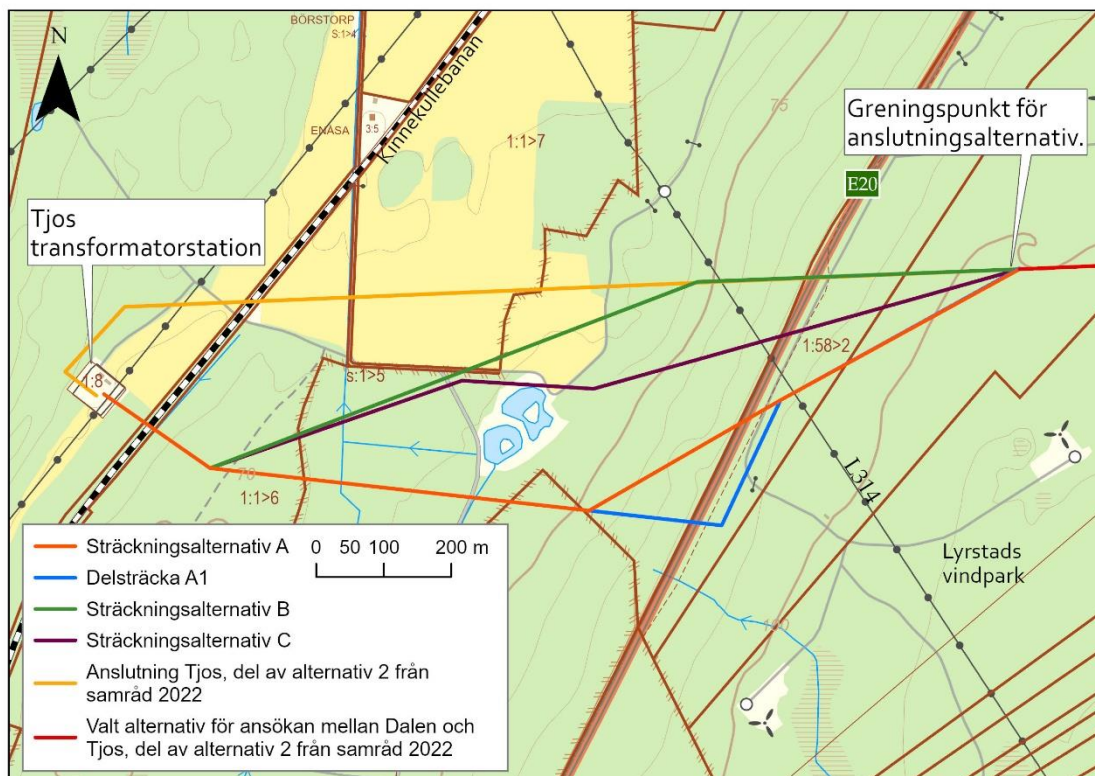 BÖRSTORP
S:1>4
N
Kinnekullebanan
ENÅSA
3:5
1:1>7
75
Greningspunkt för
anslutningsalternativ.
E20
Tjos
transformatorstation
1:8
s:1>5
1:58>2
70
1:1>6
L314
Lyrstads
vindpark
Sträckningsalternativ A
0 50 100 200 m
Delsträcka A1
Sträckningsalternativ B
Sträckningsalternativ C
Anslutning Tjos, del av alternativ 2 från
samråd 2022
Valt alternativ för ansökan mellan Dalen och
Tjos, del av alternativ 2 från samråd 2022